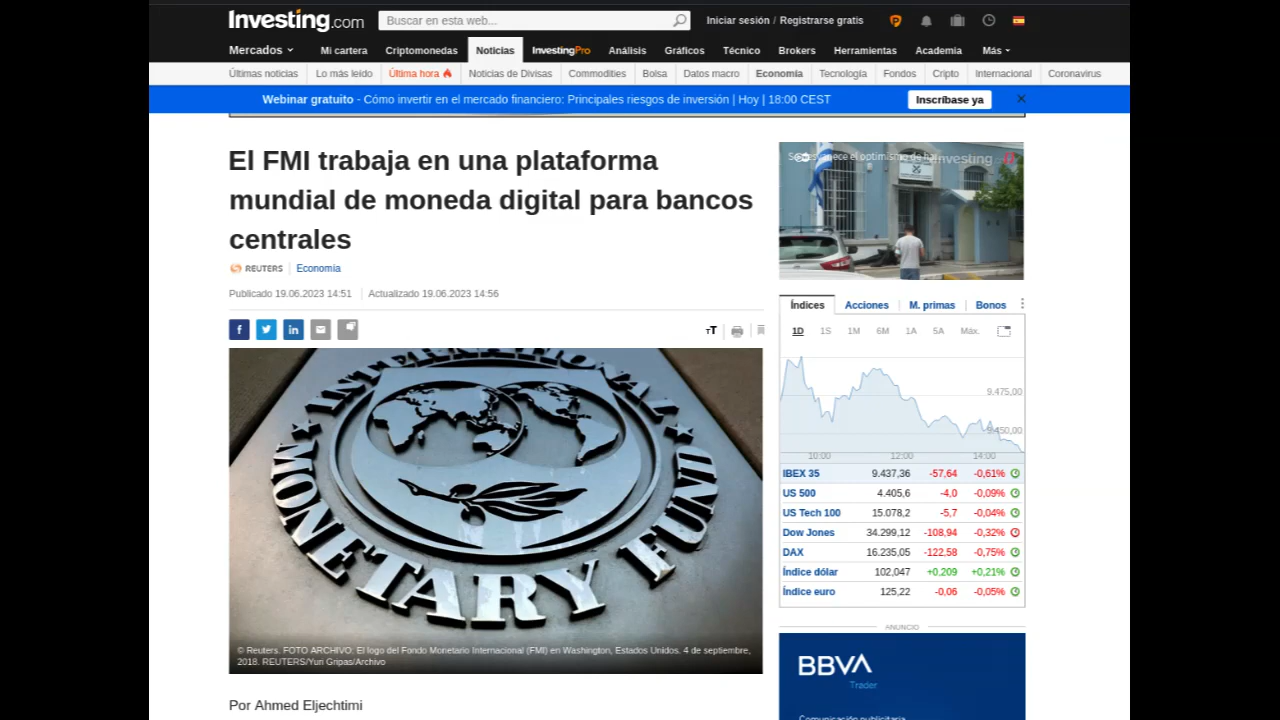 Investing.com
Buscar en esta web...
Iniciar sesión / Registrarse gratis
Mercados
Mi cartera
Criptomonedas
Noticias
InvestingPro
Análisis
Gráficos
Técnico
Brokers
Herramientas
Academia
Más
Últimas noticias
Lo más leído
Última hora
Noticias de Divisas
Commodities
Bolsa
Datos macro
Economía
Tecnología
Fondos
Cripto
Internacional
Coronavirus
Webinar gratuito - Cómo invertir en el mercado financiero: Principales riesgos de inversión | Hoy | 18:00 CEST
Inscríbase ya
El FMI trabaja en una plataforma
mundial de moneda digital para bancos
centrales
REUTERS
Economía
Publicado 19.06.2023 14:51
Actualizado 19.06.2023 14:56
INTERNATIONAL
MONETARY FUND
© Reuters. FOTO ARCHIVO: El logo del Fondo Monetario Internacional (FMI) en Washington, Estados Unidos. 4 de septiembre,
2018. REUTERS/Yuri Gripas/Archivo
Por Ahmed Eljechtimi
el optimismo de
Investing
Índices
Acciones
M. primas
Bonos
1D
1S
1M
6M
1A
5A
Máx.
9.475,00
9.450,00
10:00
12:00
14:00
IBEX 35 9.437,36 -57,64 -0,61%
US 500 4.405,6 -4,0 -0,09%
US Tech 100 15.078,2 -5,7 -0,04%
Dow Jones 34.299,12 -108,94 -0,32%
DAX 16.235,05 -122,58 -0,75%
Índice dólar 102,047 +0,209 +0,21%
Índice euro 125,22 -0,06 -0,05%
ANUNCIO
BBVA
Trader
Comunicación publicitaria